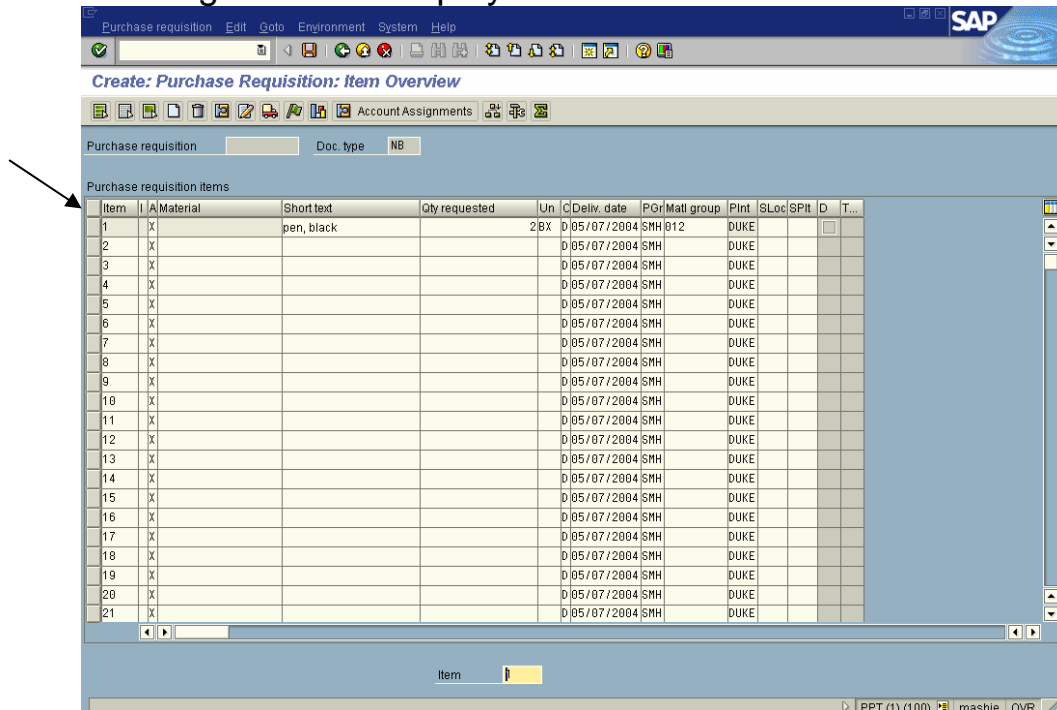 Purchase requisition Edit Goto Environment System Help
SAP
Create: Purchase Requisition: Item Overview
Account Assignments
Purchase requisition Doc. type NB
Purchase requisition items
Item I A Material Short text Qty requested Un C Deliv. date PGr Matl group Plnt SLoc SPlt D T...
1 X pen, black 2 BX D 05/07/2004 SMH 012 DUKE
2 X D 05/07/2004 SMH DUKE
3 X D 05/07/2004 SMH DUKE
4 X D 05/07/2004 SMH DUKE
5 X D 05/07/2004 SMH DUKE
6 X D 05/07/2004 SMH DUKE
7 X D 05/07/2004 SMH DUKE
8 X D 05/07/2004 SMH DUKE
9 X D 05/07/2004 SMH DUKE
10 X D 05/07/2004 SMH DUKE
11 X D 05/07/2004 SMH DUKE
12 X D 05/07/2004 SMH DUKE
13 X D 05/07/2004 SMH DUKE
14 X D 05/07/2004 SMH DUKE
15 X D 05/07/2004 SMH DUKE
16 X D 05/07/2004 SMH DUKE
17 X D 05/07/2004 SMH DUKE
18 X D 05/07/2004 SMH DUKE
19 X D 05/07/2004 SMH DUKE
20 X D 05/07/2004 SMH DUKE
21 X D 05/07/2004 SMH DUKE
Item
PPT (1) (100) mashie OVR